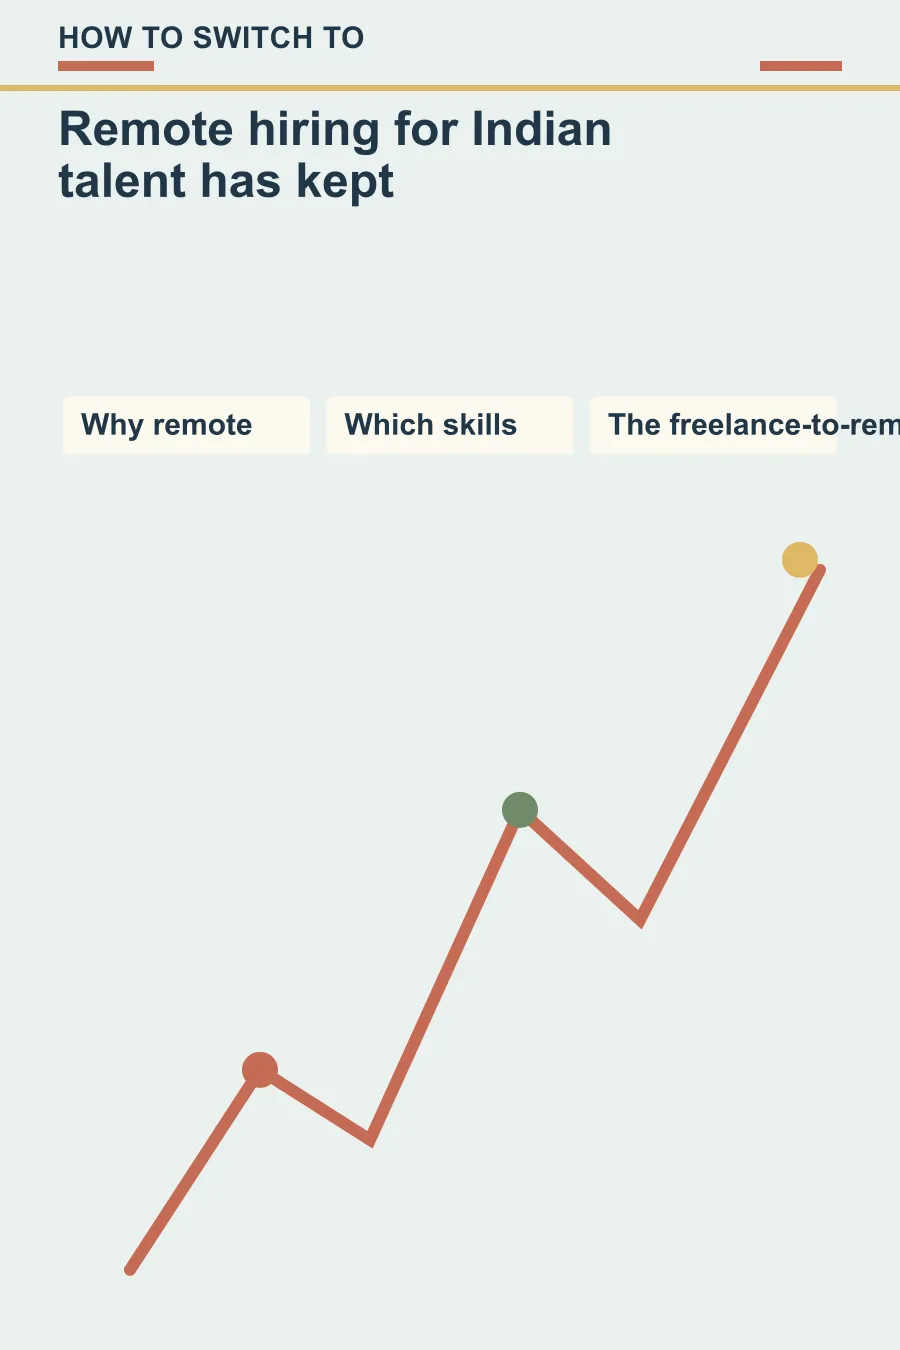 HOW TO SWITCH TO
Remote hiring for Indian
talent has kept
Why remote
Which skills
The freelance-to-rem